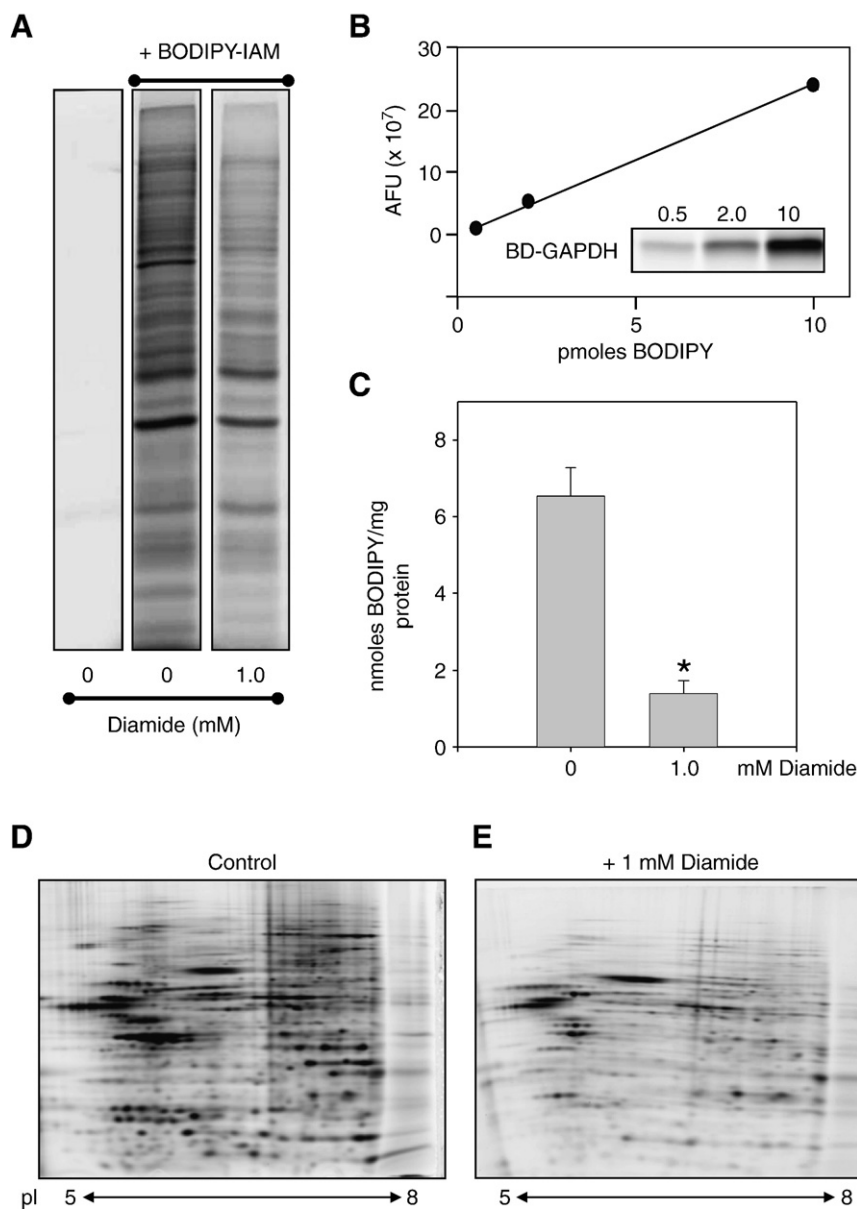 A
+ BODIPY-IAM
0
0
1.0
Diamide (mM)
B
30
20
10
0
AFU (x 10⁷)
0.5
2.0
10
BD-GAPDH
0
5
10
pmoles BODIPY
C
8
6
4
2
0
nmoles BODIPY/mg
protein
*
0
1.0
mM Diamide
D
Control
pI
5
8
E
+ 1 mM Diamide
5
8